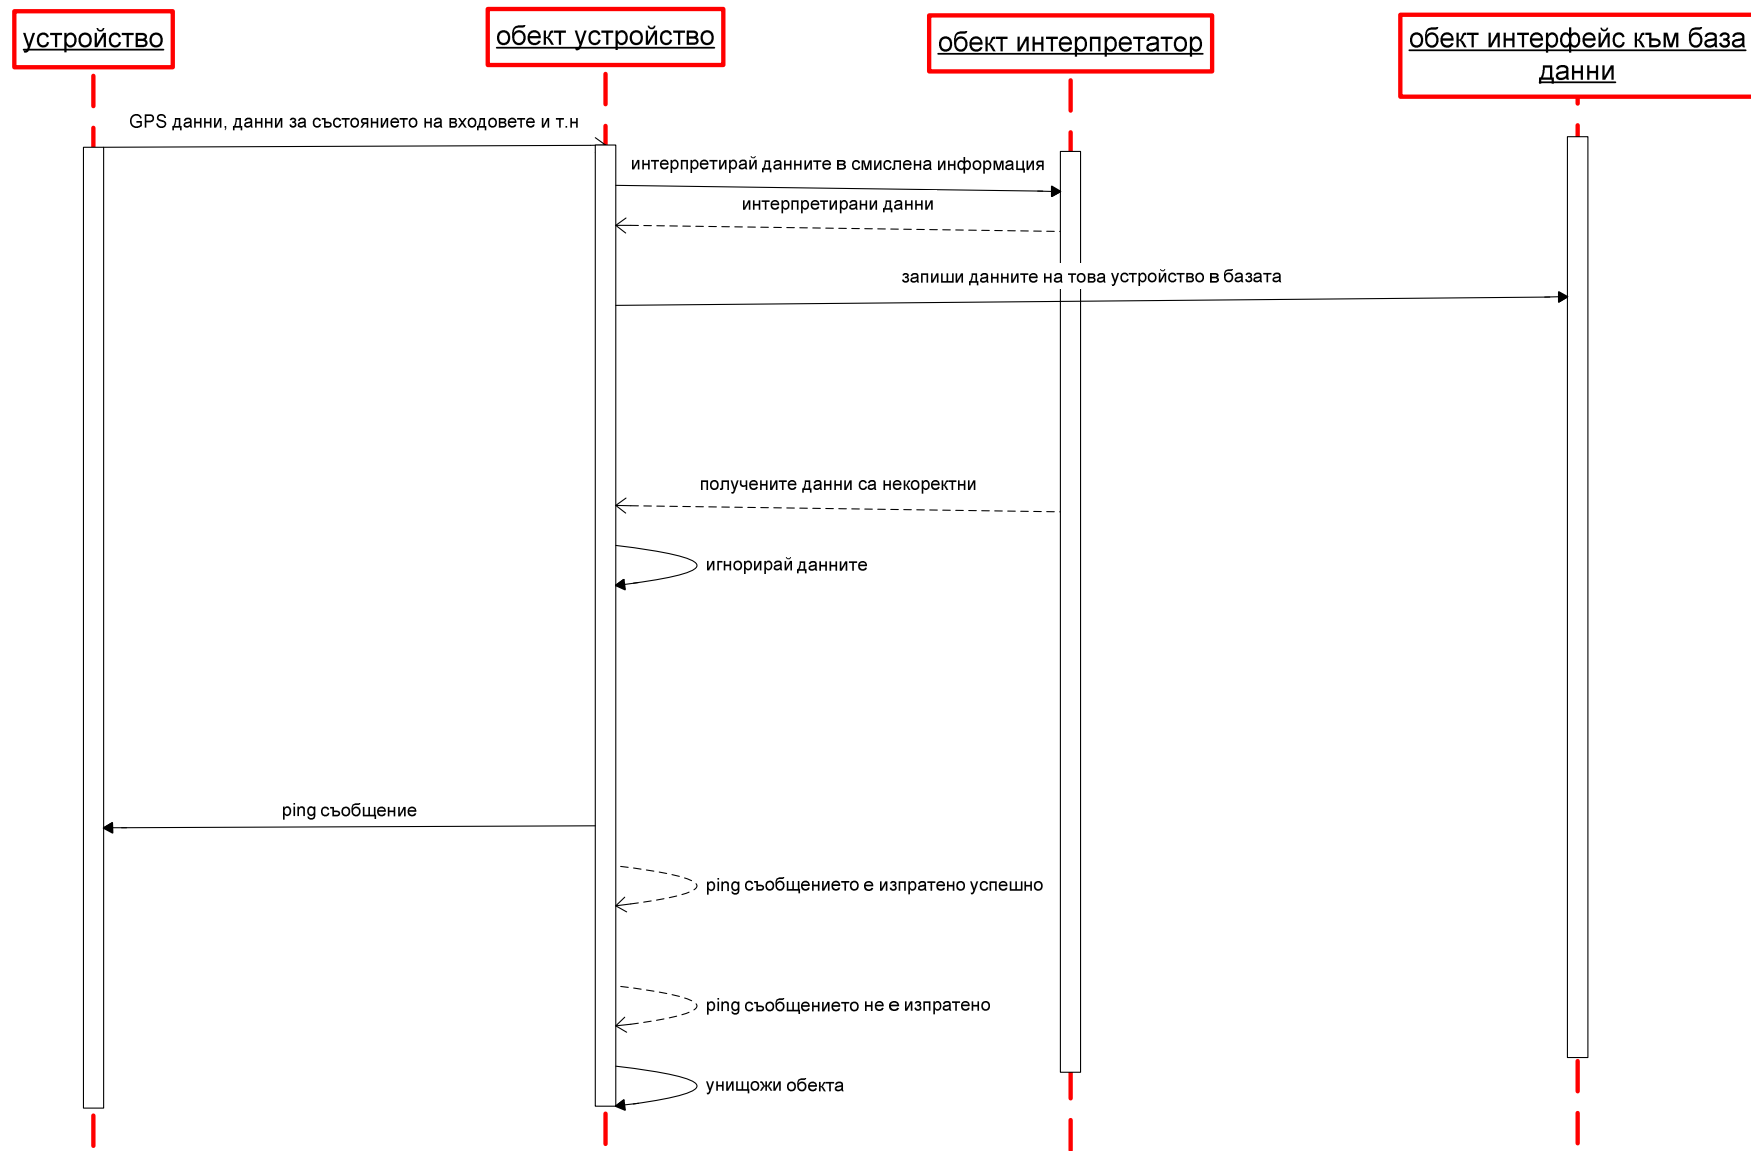 устройство
обект устройство
обект интерпретатор
обект интерфейс към база
данни
GPS данни, данни за състоянието на входовете и т.н
интерпретирай данните в смислена информация
интерпретирани данни
запиши данните на това устройство в базата
получените данни са некоректни
игнорирай данните
ping съобщение
ping съобщението е изпратено успешно
ping съобщението не е изпратено
унищожи обекта